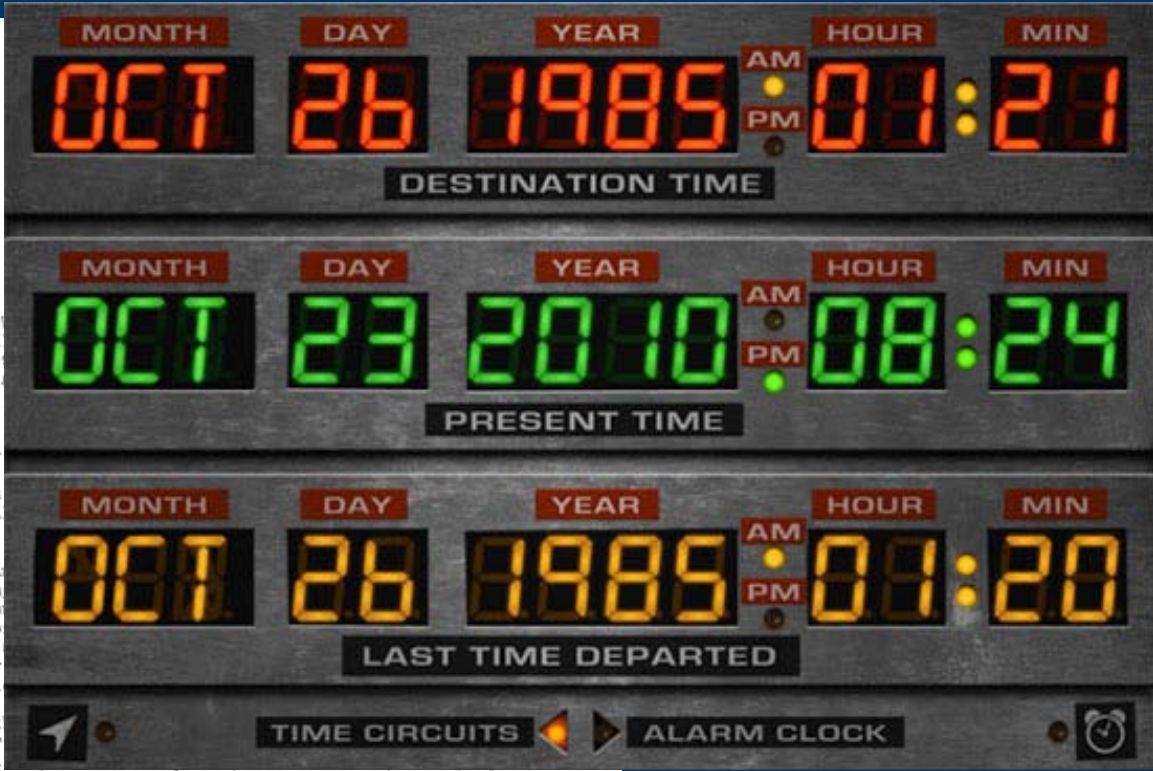 MONTH DAY YEAR HOUR MIN
AM
OCT 26 1985 01:21
PM
DESTINATION TIME
MONTH DAY YEAR HOUR MIN
AM
OCT 23 2010 08:24
PM
PRESENT TIME
MONTH DAY YEAR HOUR MIN
AM
OCT 26 1985 01:20
PM
LAST TIME DEPARTED
TIME CIRCUITS ALARM CLOCK